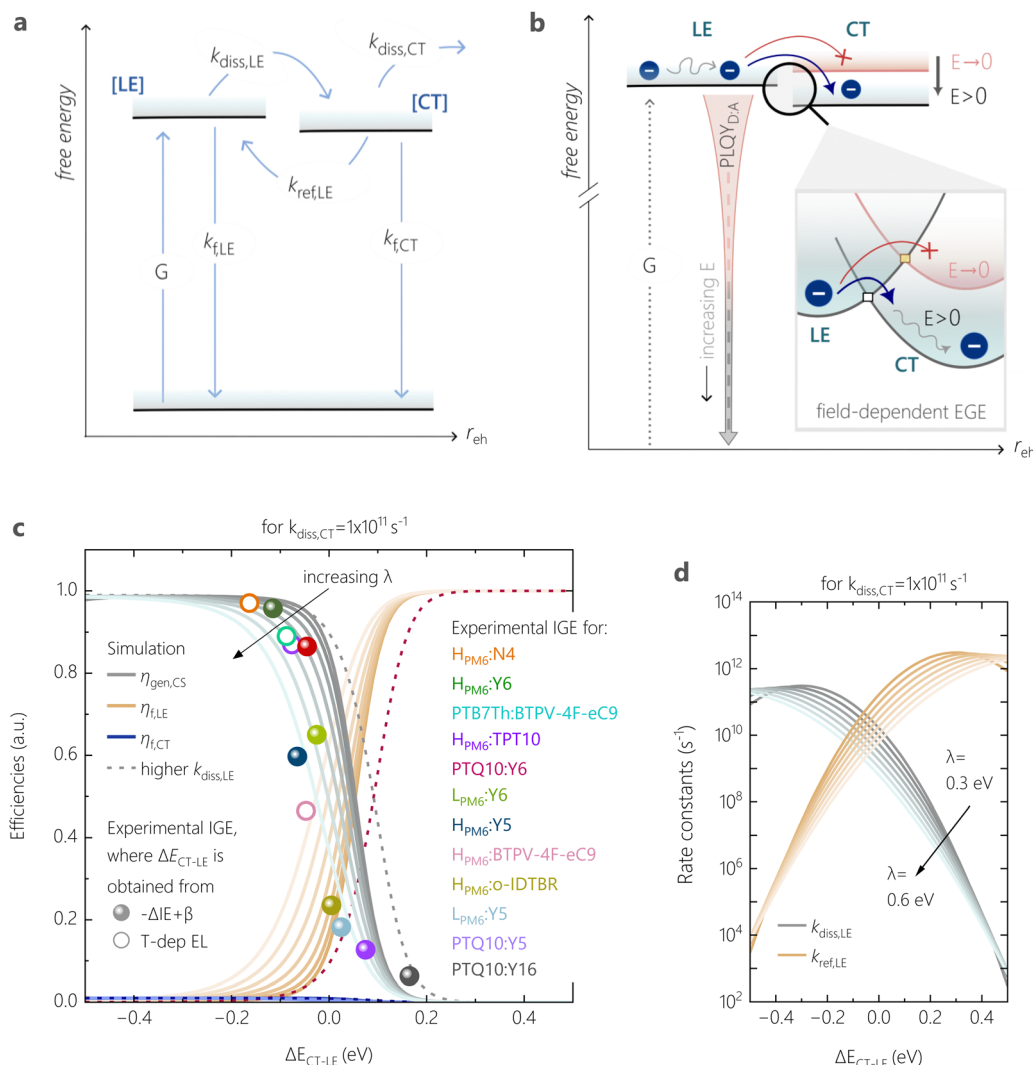 a
free energy
k_diss,LE
k_diss,CT
[LE]
[CT]
k_ref,LE
k_f,LE
k_f,CT
G
r_eh
b
free energy
LE
CT
E→0
E>0
PLQY_D:A
G
increasing E
E→0
LE
E>0
CT
field-dependent EGE
r_eh
c
for k_diss,CT=1x10^11 s^-1
increasing λ
Efficiencies (a.u.)
1.0
0.8
0.6
0.4
0.2
0.0
Simulation
η_gen,CS
η_f,LE
η_f,CT
higher k_diss,LE
Experimental IGE,
where ΔE_CT-LE is
obtained from
-ΔIE+β
T-dep EL
Experimental IGE for:
H_PM6:N4
H_PM6:Y6
PTB7Th:BTPV-4F-eC9
H_PM6:TPT10
PTQ10:Y6
L_PM6:Y6
H_PM6:Y5
H_PM6:BTPV-4F-eC9
H_PM6:o-IDTBR
L_PM6:Y5
PTQ10:Y5
PTQ10:Y16
−0.4 −0.2 0.0 0.2 0.4
ΔE_CT-LE (eV)
d
for k_diss,CT=1x10^11 s^-1
Rate constants (s^-1)
10^14
10^12
10^10
10^8
10^6
10^4
10^2
λ=
0.3 eV
λ=
0.6 eV
k_diss,LE
k_ref,LE
−0.4 −0.2 0.0 0.2 0.4
ΔE_CT-LE (eV)